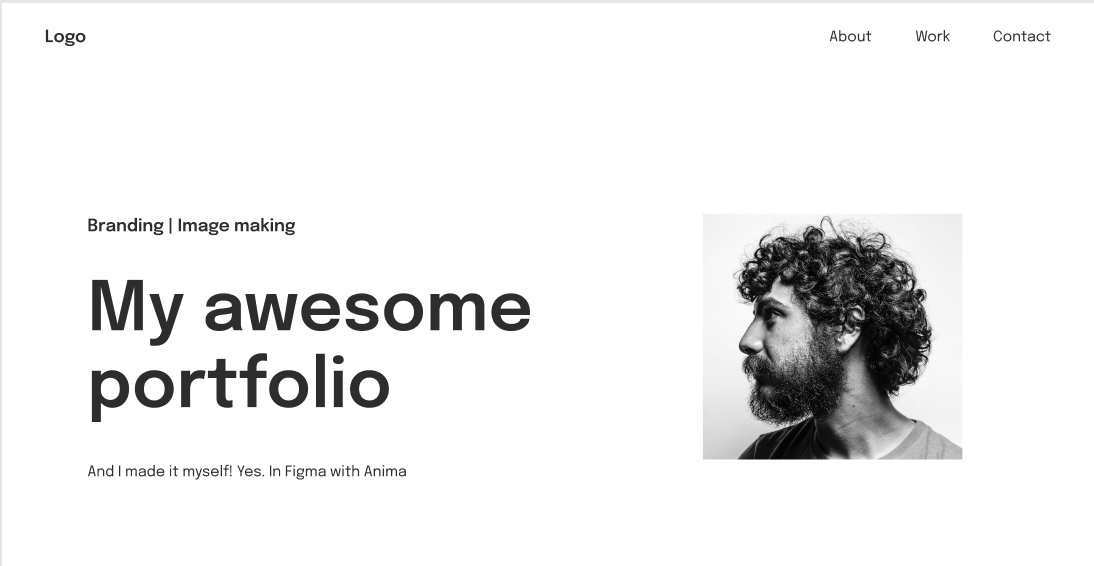 Logo
About Work Contact
Branding | Image making
My awesome
portfolio
And I made it myself! Yes. In Figma with Anima